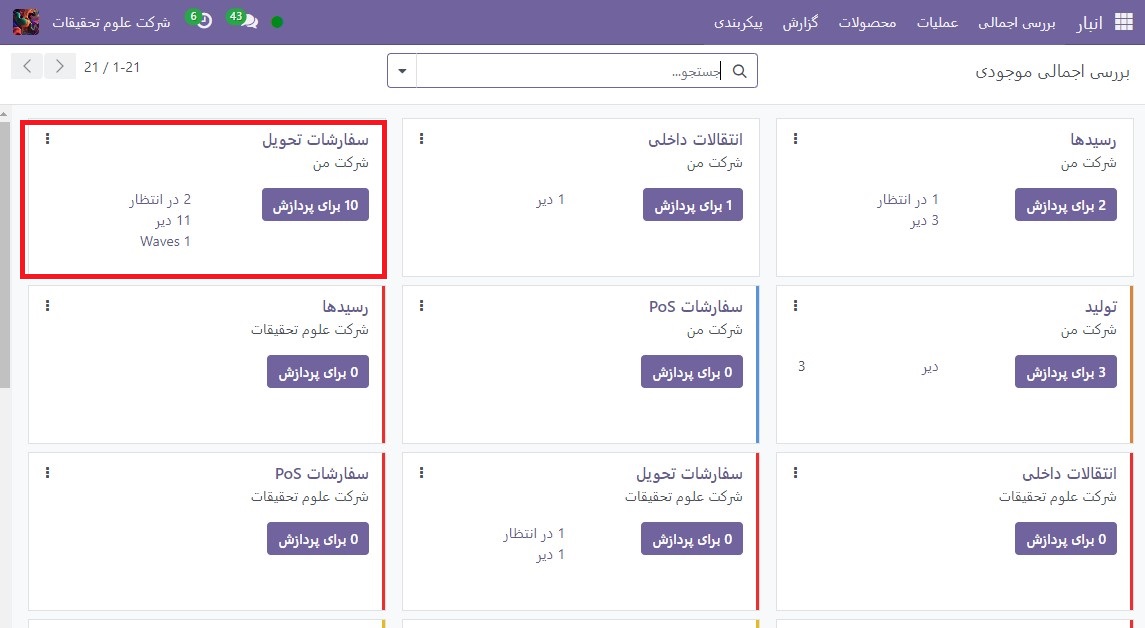 انبار بررسی اجمالی عملیات محصولات گزارش پیکربندی 43 6 شرکت علوم تحقیقات
بررسی اجمالی موجودی جستجو... 21 / 1-21
رسیدها
شرکت من
2 برای پردازش 1 در انتظار
3 دیر
انتقالات داخلی
شرکت من
1 برای پردازش 1 دیر
سفارشات تحویل
شرکت من
10 برای پردازش 2 در انتظار
11 دیر
Waves 1
تولید
شرکت من
3 برای پردازش دیر 3
سفارشات PoS
شرکت من
0 برای پردازش
رسیدها
شرکت علوم تحقیقات
0 برای پردازش
انتقالات داخلی
شرکت علوم تحقیقات
0 برای پردازش
سفارشات تحویل
شرکت علوم تحقیقات
0 برای پردازش 1 در انتظار
1 دیر
سفارشات PoS
شرکت علوم تحقیقات
0 برای پردازش